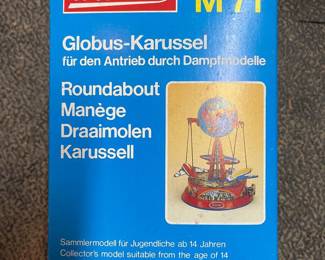 M 71
Globus-Karussel
für den Antrieb durch Dampfmodelle
Roundabout
Manège
Draaimolen
Karussell
Sammlermodell für Jugendliche ab 14 Jahren
Collector's model suitable from the age of 14